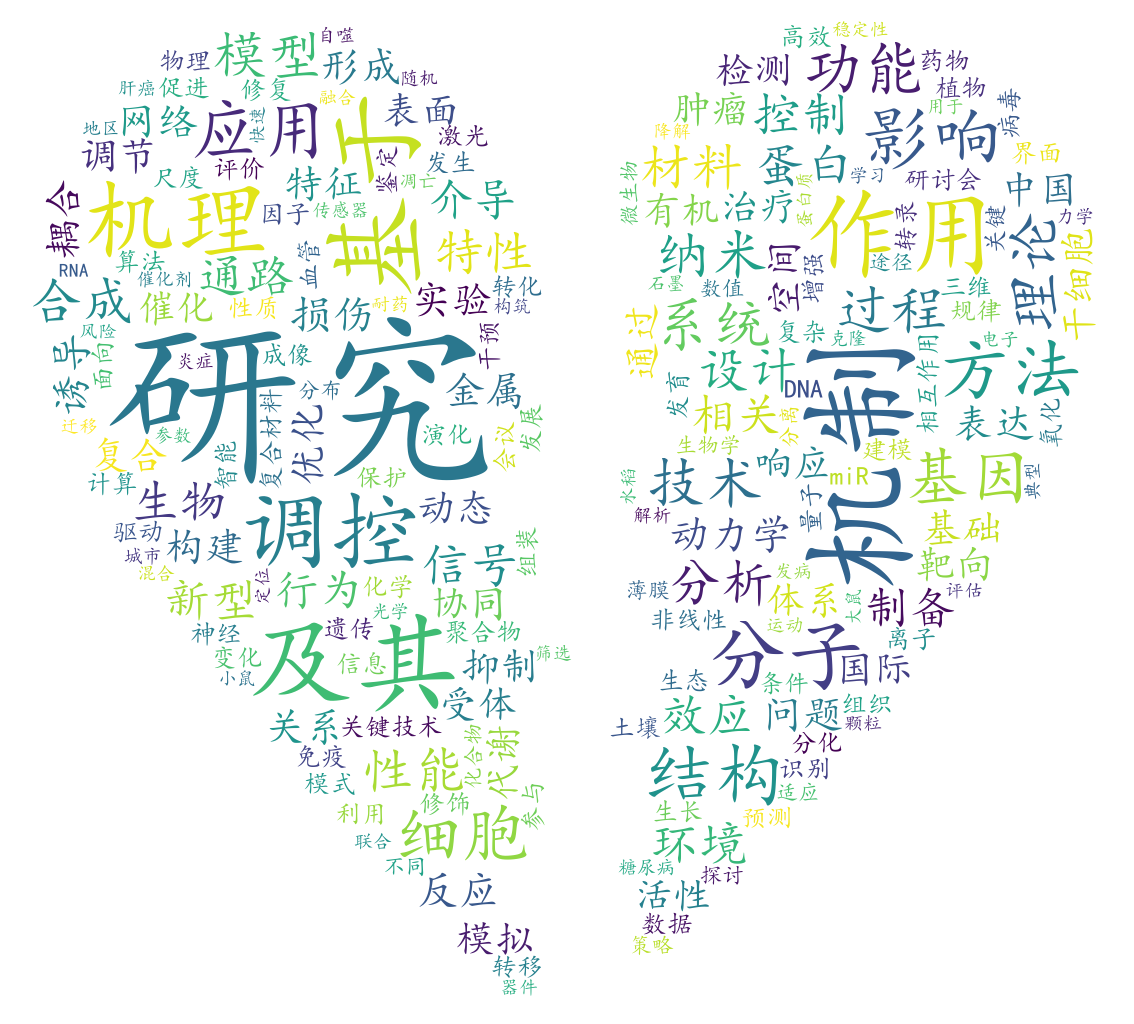 自噬
模型
物理
形成
随机
肝癌
促进
修复
融合
表面
应用
基于
网络
地区
快速
激光
调节
评价
鉴定
发生
尺度
特征
凋亡
介导
机理
因子
传感器
耦合
血管
特性
RNA
算法
催化剂
通路
转化
合成
催化
性质
损伤
耐药
实验
构筑
风险
诱导
面向
研究
炎症
成像
干预
分布
金属
迁移
参数
复合材料
优化
演化
会议
发展
复合
智能
计算
保护
生物
调控
动态
驱动
构建
城市
混合
信号
组装
新型
定位
行为
化学
协同
光学
神经
遗传
聚合物
变化
及其
信息
抑制
筛选
小鼠
受体
关系
关键技术
免疫
性能
化合物
代谢
模式
利用
修饰
参与
细胞
联合
不同
反应
模拟
转移
器件
高效
稳定性
检测
功能
药物
植物
肿瘤
控制
用于
病毒
降解
影响
材料
蛋白
界面
学习
研讨会
微生物
蛋白质
中国
有机
治疗
作用
转录
关键
力学
纳米
空间
增强
途径
理论
干细胞
石墨
数值
三维
通过
系统
复杂
克隆
过程
规律
电子
设计
机制
相互作用
方法
DNA
发育
相关
分离
表达
氧化
生物学
建模
响应
miR
基因
典型
水稻
技术
解析
量子
动力学
基础
靶向
分析
发病
薄膜
体系
大鼠
制备
评估
非线性
运动
离子
分子
国际
生态
条件
效应
问题
组织
土壤
颗粒
分化
结构
识别
适应
生长
预测
环境
糖尿病
探讨
活性
数据
策略